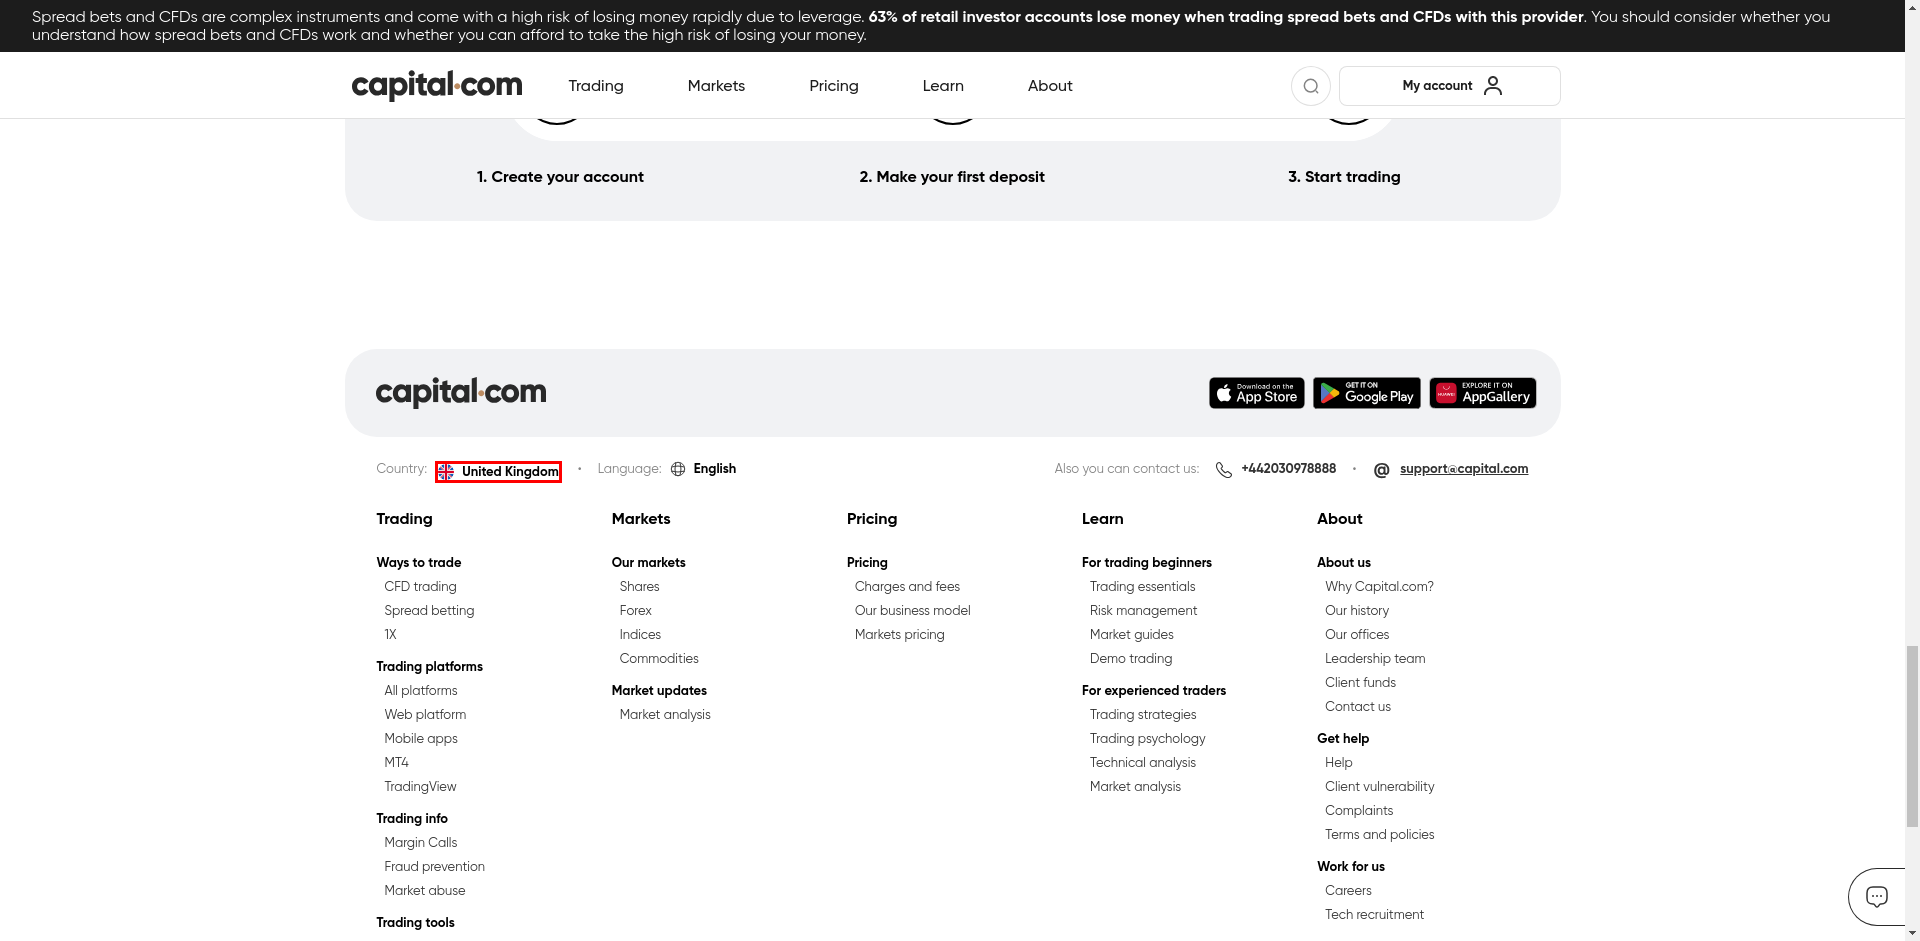 Spread bets and CFDs are complex instruments and come with a high risk of losing money rapidly due to leverage. 63% of retail investor accounts lose money when trading spread bets and CFDs with this provider. You should consider whether you
understand how spread bets and CFDs work and whether you can afford to take the high risk of losing your money.
capital.com
Trading
Markets
Pricing
Learn
About
My account
1. Create your account
2. Make your first deposit
3. Start trading
capital.com
Download on the
App Store
GET IT ON
Google Play
HUAWEI
EXPLORE IT ON
AppGallery
Country: United Kingdom • Language: English
Also you can contact us: +442030978888 • @ support@capital.com
Trading
Ways to trade
CFD trading
Spread betting
1X
Trading platforms
All platforms
Web platform
Mobile apps
MT4
TradingView
Trading info
Margin Calls
Fraud prevention
Market abuse
Trading tools
Markets
Our markets
Shares
Forex
Indices
Commodities
Market updates
Market analysis
Pricing
Pricing
Charges and fees
Our business model
Markets pricing
Learn
For trading beginners
Trading essentials
Risk management
Market guides
Demo trading
For experienced traders
Trading strategies
Trading psychology
Technical analysis
Market analysis
About
About us
Why Capital.com?
Our history
Our offices
Leadership team
Client funds
Contact us
Get help
Help
Client vulnerability
Complaints
Terms and policies
Work for us
Careers
Tech recruitment